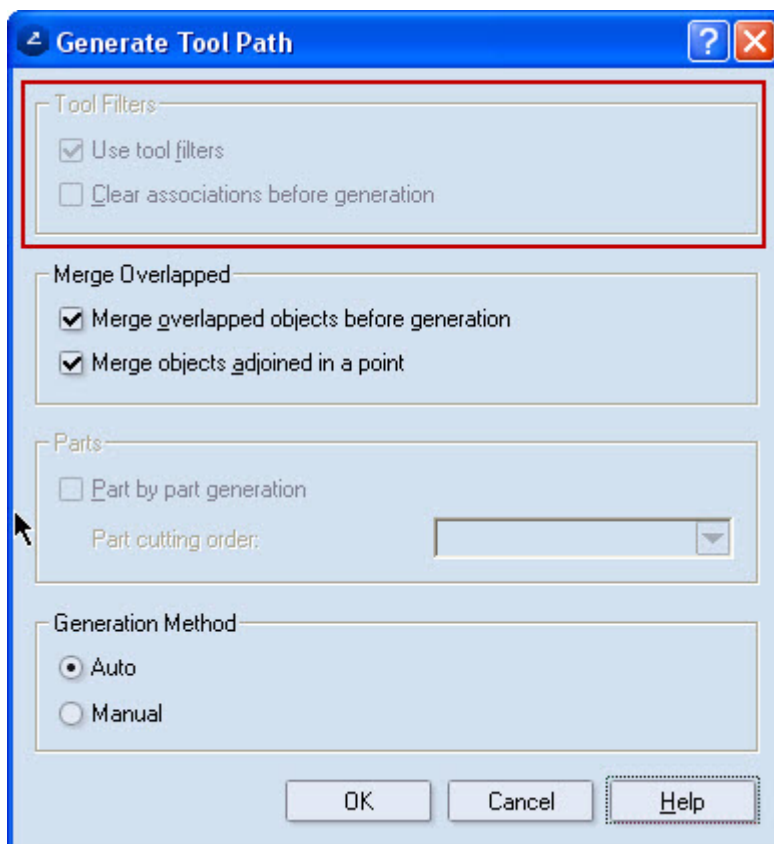 Generate Tool Path
Tool Filters
Use tool filters
Clear associations before generation
Merge Overlapped
Merge overlapped objects before generation
Merge objects adjoined in a point
Parts
Part by part generation
Part cutting order:
Generation Method
Auto
Manual
OK Cancel Help